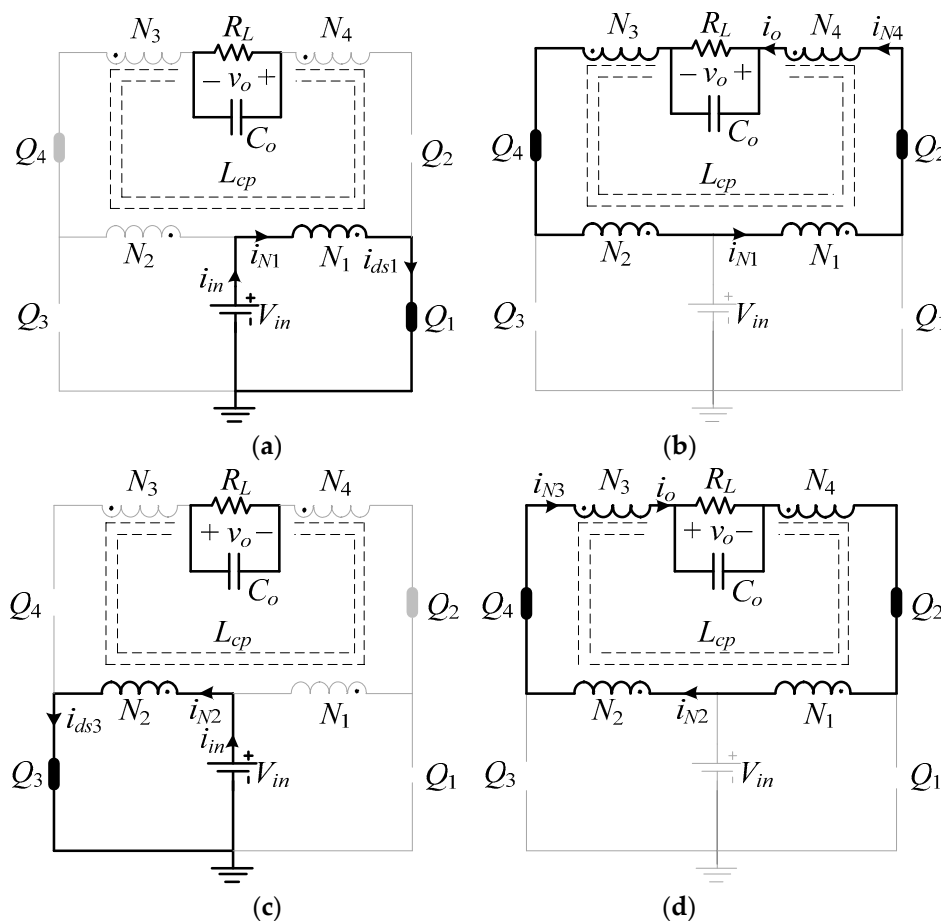 N3 RL N4
− vo +
Co
Q4 Q2
Lcp
N2 iN1 N1 ids1
iin
Q3 + Vin - Q1
(a)
N3 RL io N4 iN4
− vo +
Co
Q4 Q2
Lcp
N2 iN1 N1
Q3 + Vin - Q1
(b)
N3 RL N4
+ vo −
Co
Q4 Q2
Lcp
ids3 N2 iN2 N1
iin
Q3 + Vin - Q1
(c)
iN3 N3 io RL N4
+ vo −
Co
Q4 Q2
Lcp
N2 iN2 N1
Q3 + Vin - Q1
(d)